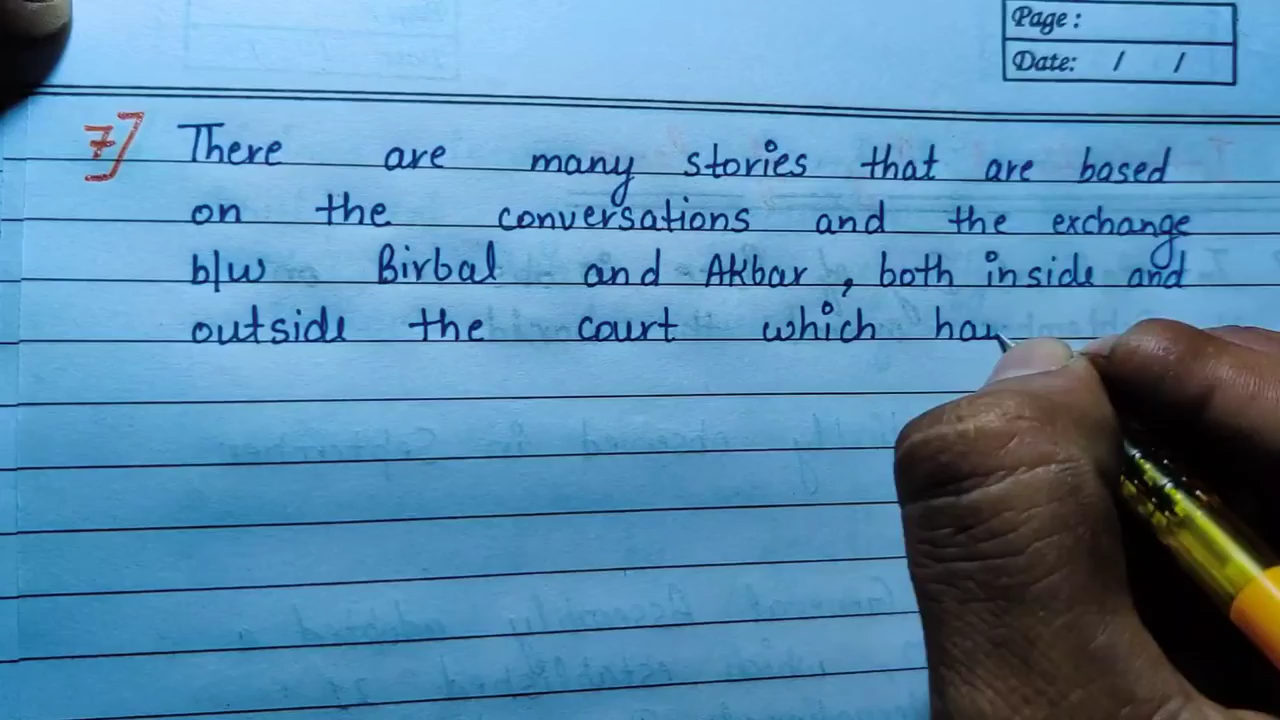 Page:
Date: / /
7] There are many stories that are based
on the conversations and the exchange
b/w Birbal and Akbar, both inside and
outside the court which hav